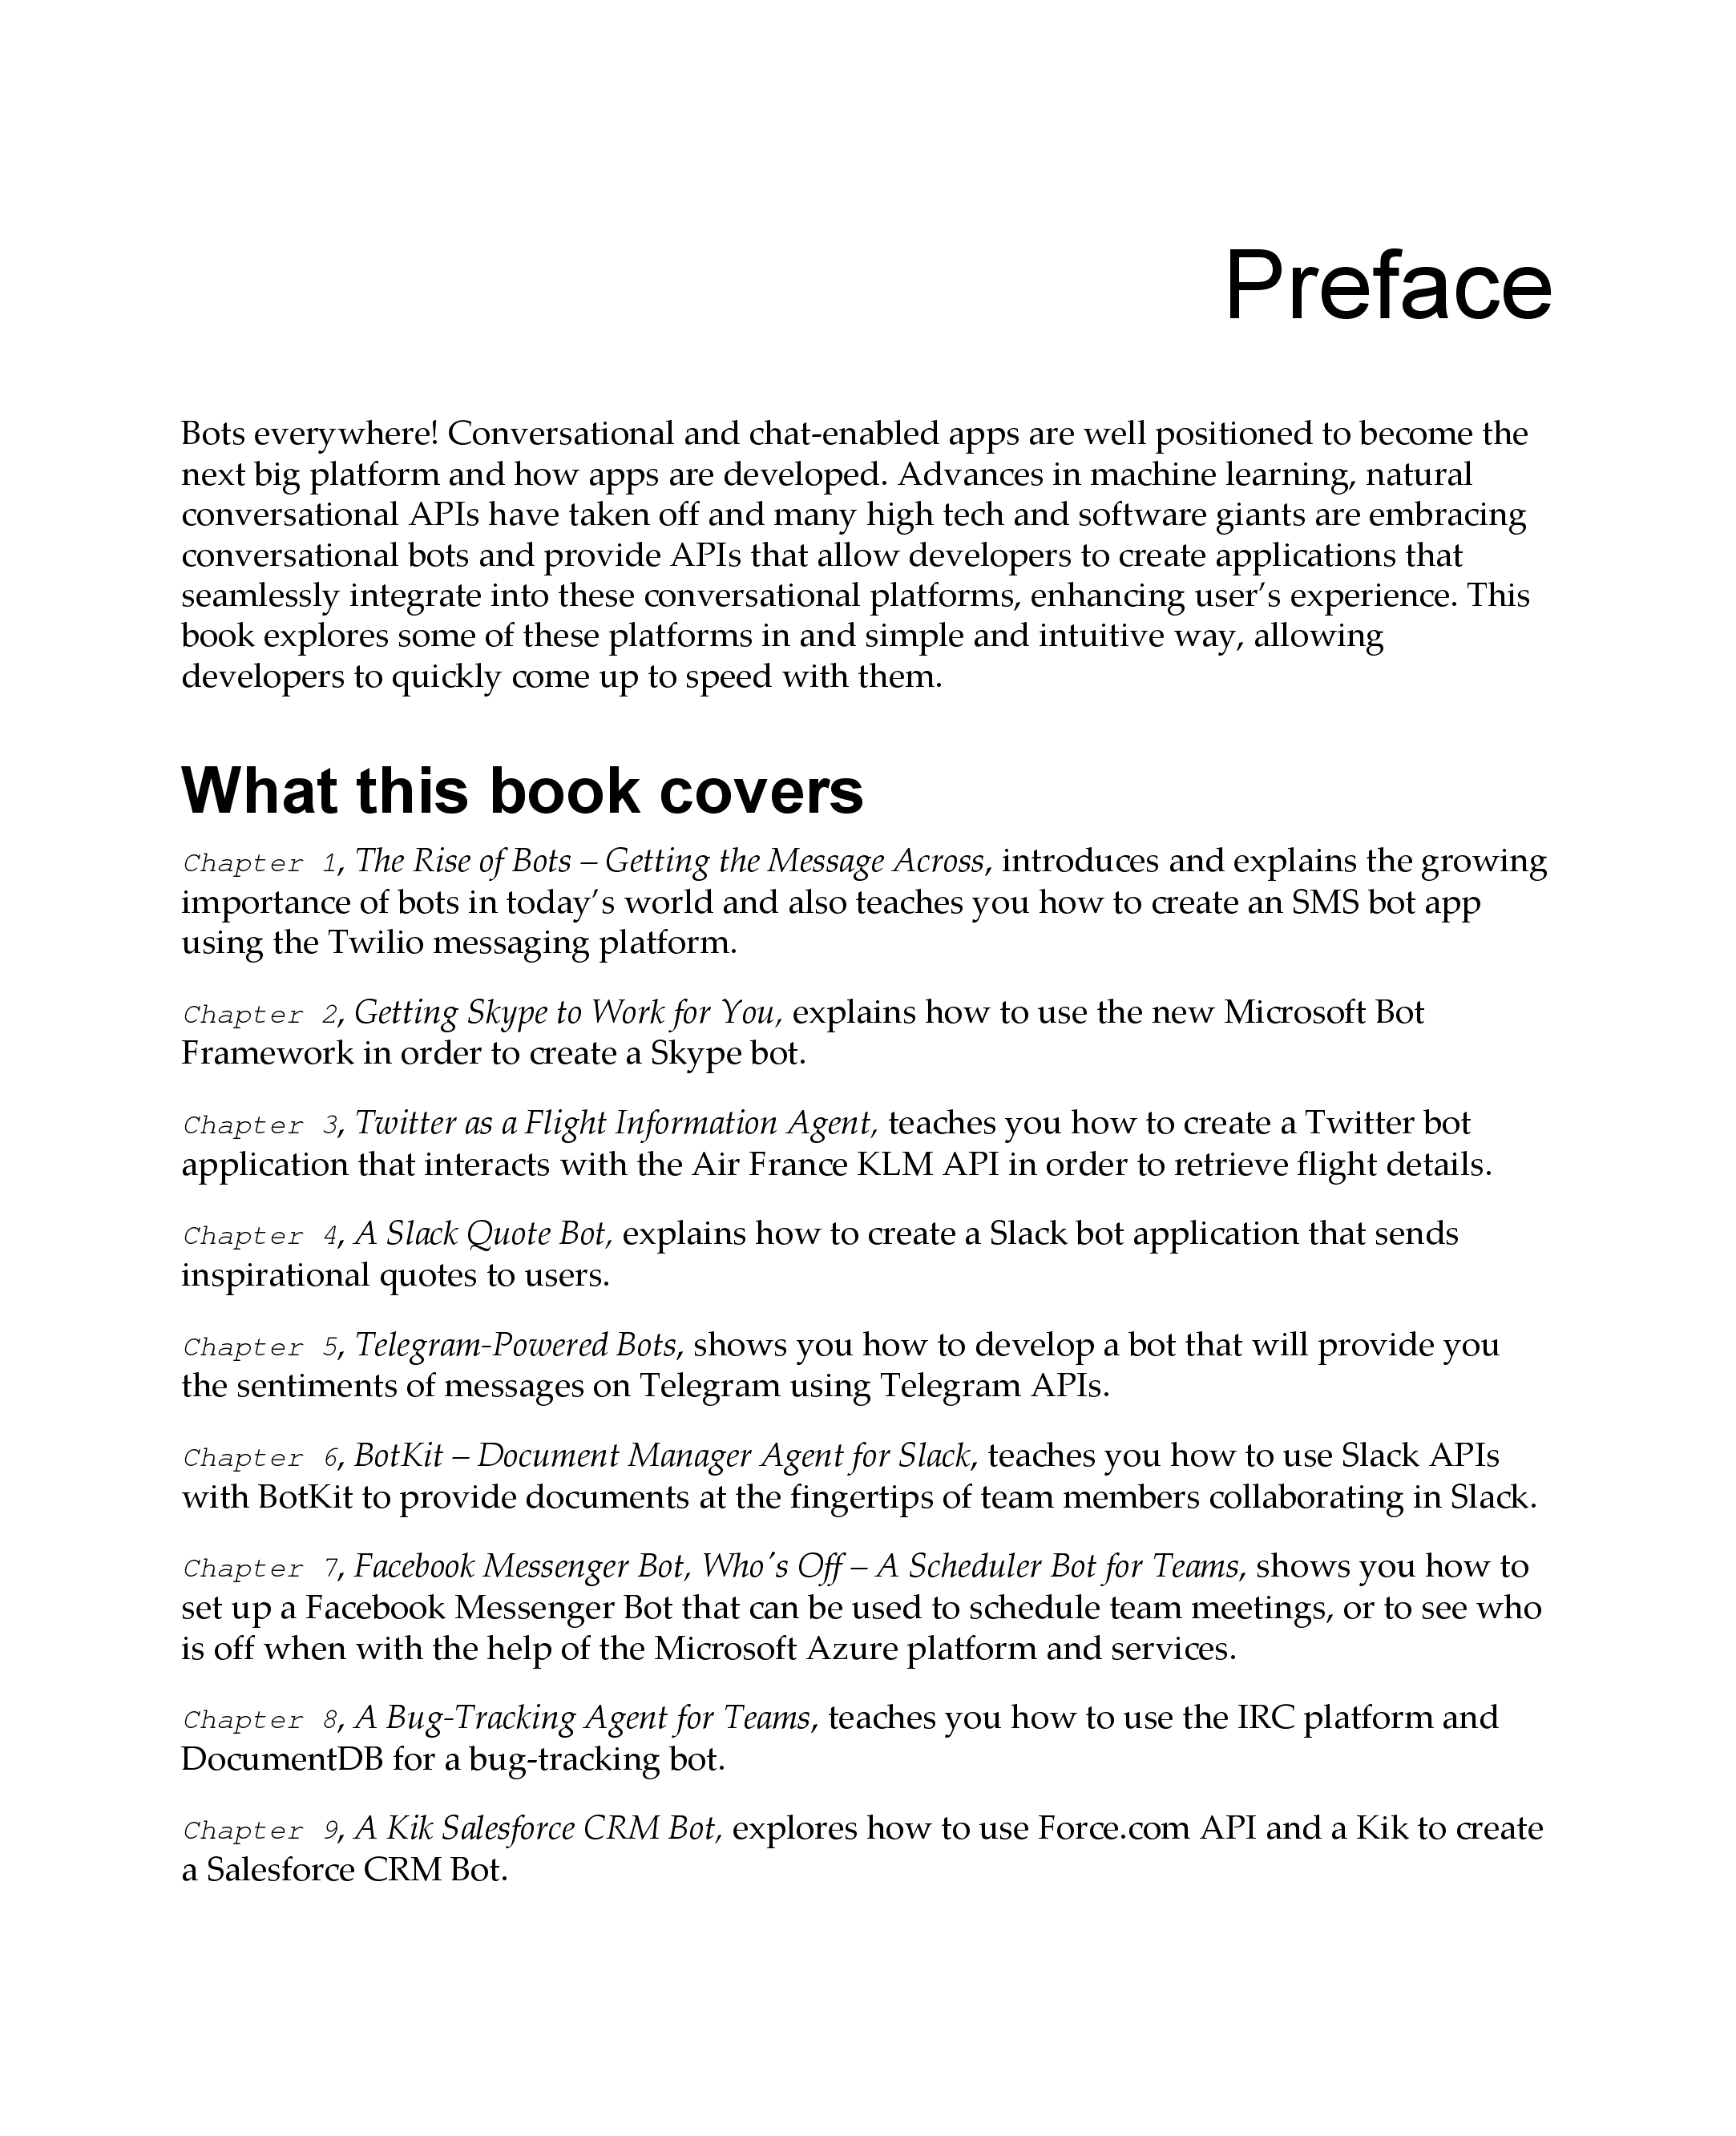 Preface
Bots everywhere! Conversational and chat-enabled apps are well positioned to become the
next big platform and how apps are developed. Advances in machine learning, natural
conversational APIs have taken off and many high tech and software giants are embracing
conversational bots and provide APIs that allow developers to create applications that
seamlessly integrate into these conversational platforms, enhancing user’s experience. This
book explores some of these platforms in and simple and intuitive way, allowing
developers to quickly come up to speed with them.
What this book covers
Chapter 1, The Rise of Bots – Getting the Message Across, introduces and explains the growing
importance of bots in today’s world and also teaches you how to create an SMS bot app
using the Twilio messaging platform.
Chapter 2, Getting Skype to Work for You, explains how to use the new Microsoft Bot
Framework in order to create a Skype bot.
Chapter 3, Twitter as a Flight Information Agent, teaches you how to create a Twitter bot
application that interacts with the Air France KLM API in order to retrieve flight details.
Chapter 4, A Slack Quote Bot, explains how to create a Slack bot application that sends
inspirational quotes to users.
Chapter 5, Telegram-Powered Bots, shows you how to develop a bot that will provide you
the sentiments of messages on Telegram using Telegram APIs.
Chapter 6, BotKit – Document Manager Agent for Slack, teaches you how to use Slack APIs
with BotKit to provide documents at the fingertips of team members collaborating in Slack.
Chapter 7, Facebook Messenger Bot, Who's Off – A Scheduler Bot for Teams, shows you how to
set up a Facebook Messenger Bot that can be used to schedule team meetings, or to see who
is off when with the help of the Microsoft Azure platform and services.
Chapter 8, A Bug-Tracking Agent for Teams, teaches you how to use the IRC platform and
DocumentDB for a bug-tracking bot.
Chapter 9, A Kik Salesforce CRM Bot, explores how to use Force.com API and a Kik to create
a Salesforce CRM Bot.